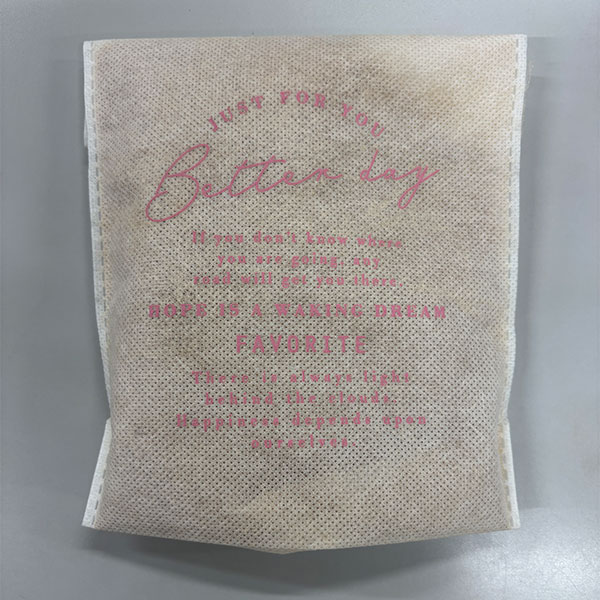 JUST FOR YOU
Better day
If you don't know where
you are going, any
road will get you there.
HOPE IS A WAKING DREAM
FAVORITE
There is always light
behind the clouds.
Happiness depends upon
ourselves.